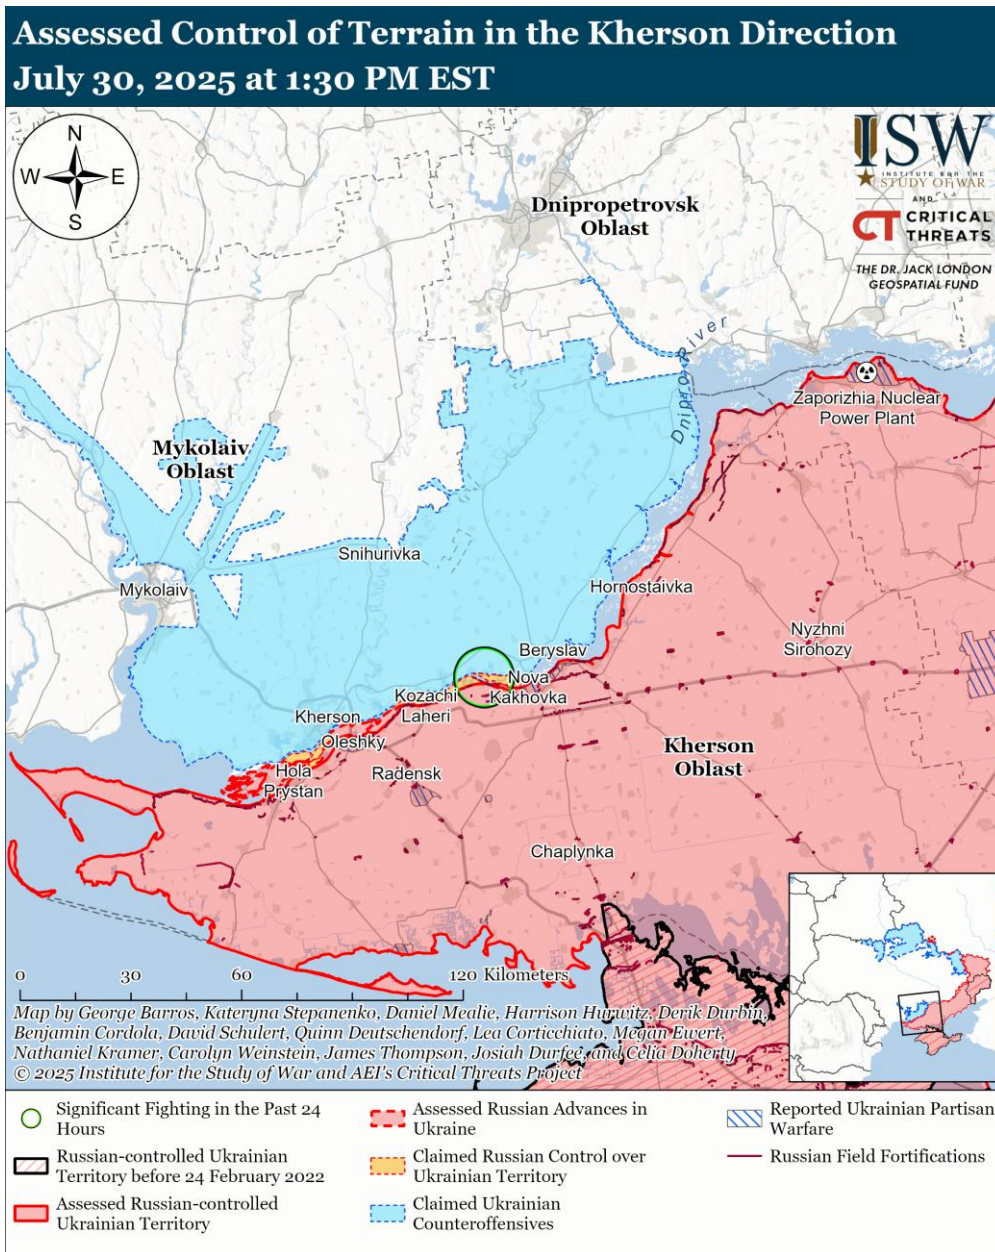 Assessed Control of Terrain in the Kherson Direction
July 30, 2025 at 1:30 PM EST
N
W E
S
ISW
INSTITUTE FOR THE
STUDY OF WAR
AND
CT CRITICAL
THREATS
THE DR. JACK LONDON
GEOSPATIAL FUND
Dnipropetrovsk
Oblast
Dnipro River
Zaporizhia Nuclear
Power Plant
Mykolaiv
Oblast
Snihurivka
Mykolaiv
Hornostaivka
Nyzhni
Sirohozy
Beryslav
Nova
Kakhovka
Kozachi
Laheri
Kherson
Oleshky
Kherson
Oblast
Hola
Prystan
Radensk
Chaplynka
0 30 60 120 Kilometers
Map by George Barros, Kateryna Stepanenko, Daniel Mealie, Harrison Hurwitz, Derik Durbin,
Benjamin Cordola, David Schulert, Quinn Deutschendorf, Lea Corticchiato, Megan Ewert,
Nathaniel Kramer, Carolyn Weinstein, James Thompson, Josiah Durfee, and Celia Doherty
© 2025 Institute for the Study of War and AEI's Critical Threats Project
Significant Fighting in the Past 24
Hours
Russian-controlled Ukrainian
Territory before 24 February 2022
Assessed Russian-controlled
Ukrainian Territory
Assessed Russian Advances in
Ukraine
Claimed Russian Control over
Ukrainian Territory
Claimed Ukrainian
Counteroffensives
Reported Ukrainian Partisan
Warfare
Russian Field Fortifications